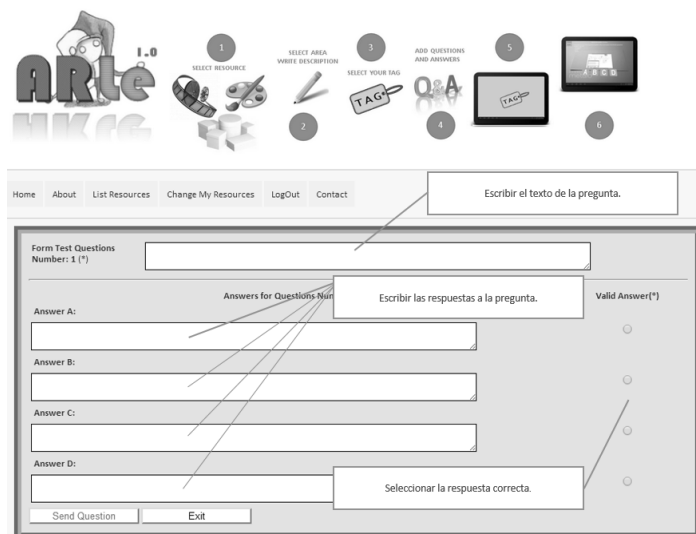 ARLe 1.0
1
SELECT RESOURCE
SELECT AREA
WRITE DESCRIPTION
2
3
SELECT YOUR TAG
TAG
ADD QUESTIONS
AND ANSWERS
Q&A
4
5
TAG
A B C D
6
Home About List Resources Change My Resources LogOut Contact
Escribir el texto de la pregunta.
Form Test Questions
Number: 1 (*)
Answers for Questions
Escribir las respuestas a la pregunta.
Valid Answer(*)
Answer A:
Answer B:
Answer C:
Answer D:
Seleccionar la respuesta correcta.
Send Question Exit